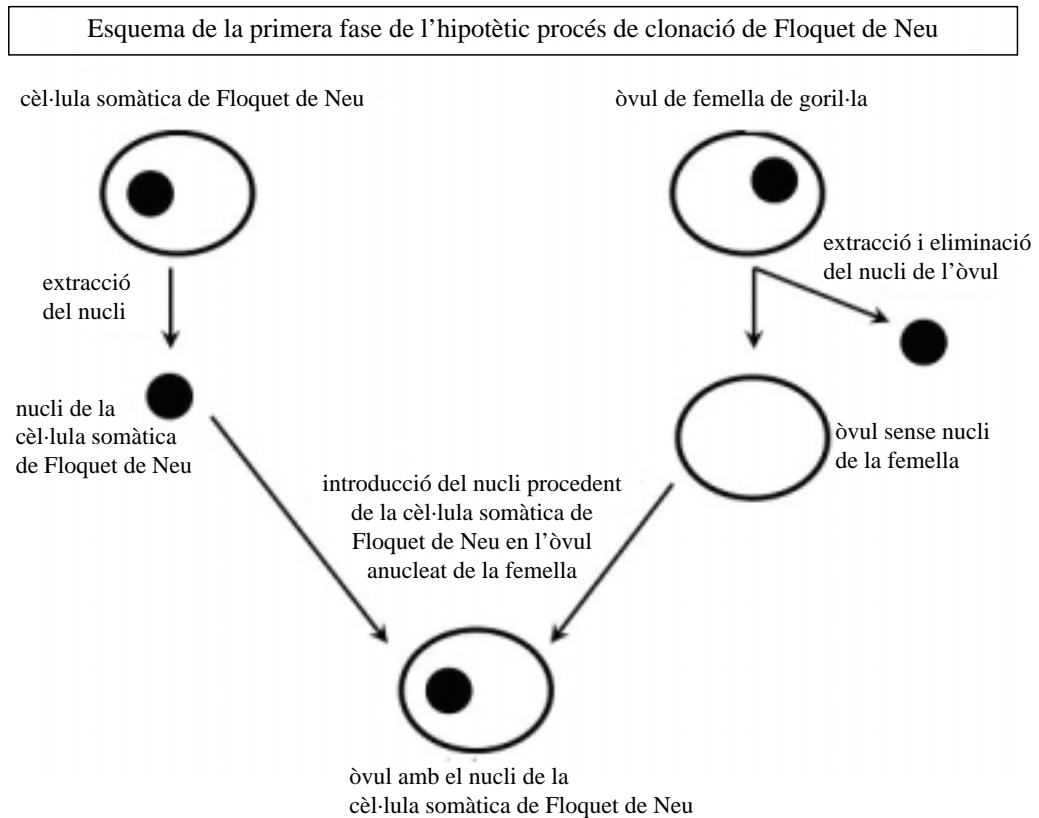 Esquema de la primera fase de l’hipotètic procés de clonació de Floquet de Neu
cèl·lula somàtica de Floquet de Neu
òvul de femella de goril·la
extracció
del nucli
extracció i eliminació
del nucli de l’òvul
nucli de la
cèl·lula somàtica
de Floquet de Neu
òvul sense nucli
de la femella
introducció del nucli procedent
de la cèl·lula somàtica de
Floquet de Neu en l’òvul
anucleat de la femella
òvul amb el nucli de la
cèl·lula somàtica de Floquet de Neu